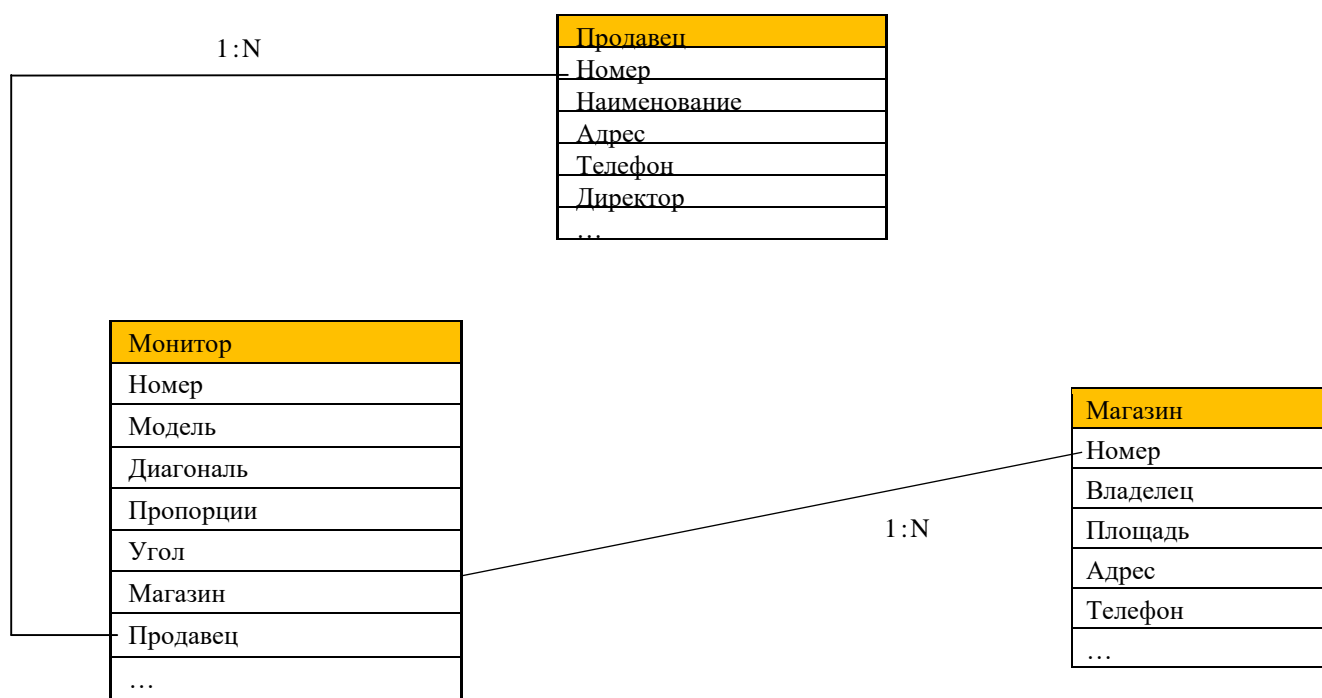 1:N
Продавец
Номер
Наименование
Адрес
Телефон
Директор
…
Монитор
Номер
Модель
Диагональ
Пропорции
Угол
Магазин
Продавец
…
1:N
Магазин
Номер
Владелец
Площадь
Адрес
Телефон
…